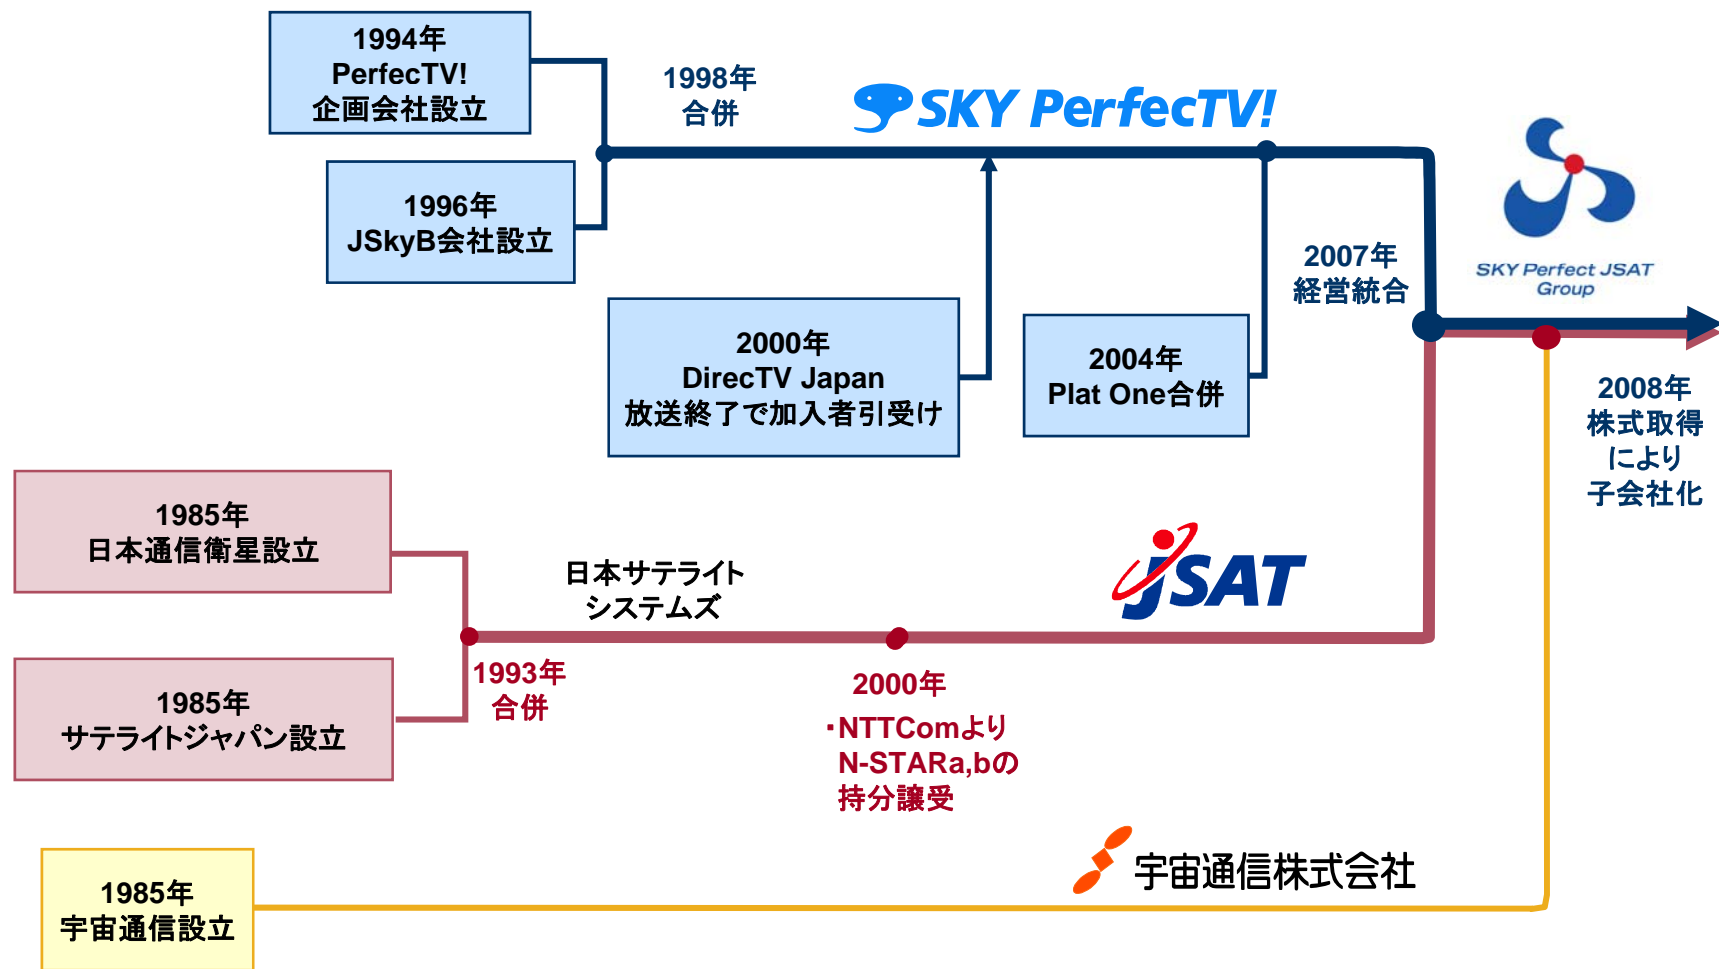 1994年
PerfecTV!
企画会社設立
1998年
合併
SKY PerfecTV!
1996年
JSkyB会社設立
2007年
経営統合
SKY Perfect JSAT
Group
2000年
DirecTV Japan
放送終了で加入者引受け
2004年
Plat One合併
2008年
株式取得
により
子会社化
1985年
日本通信衛星設立
日本サテライト
システムズ
JSAT
1985年
サテライトジャパン設立
1993年
合併
2000年
・NTTComより
N-STARa,bの
持分譲受
宇宙通信株式会社
1985年
宇宙通信設立